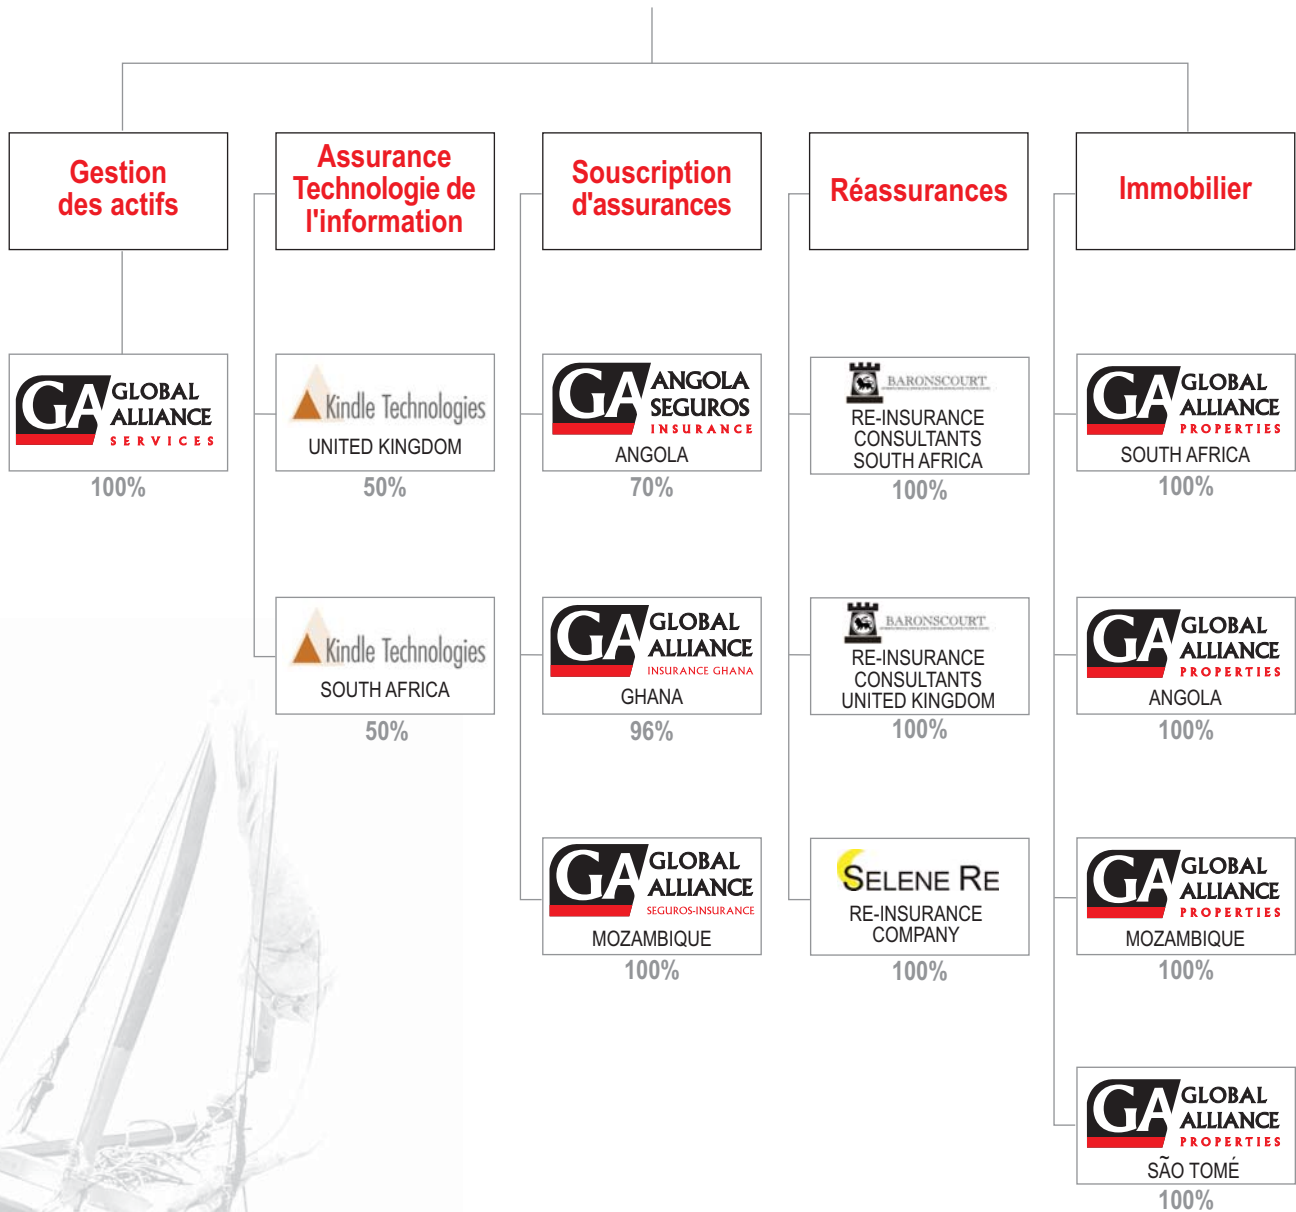 Gestion
des actifs
Assurance
Technologie de
l'information
Souscription
d'assurances
Réassurances
Immobilier
GA GLOBAL
ALLIANCE
SERVICES
100%
Kindle Technologies
UNITED KINGDOM
50%
Kindle Technologies
SOUTH AFRICA
50%
GA ANGOLA
SEGUROS
INSURANCE
ANGOLA
70%
GA GLOBAL
ALLIANCE
INSURANCE GHANA
GHANA
96%
GA GLOBAL
ALLIANCE
SEGUROS-INSURANCE
MOZAMBIQUE
100%
BARONSCOURT
RE-INSURANCE
CONSULTANTS
SOUTH AFRICA
100%
BARONSCOURT
RE-INSURANCE
CONSULTANTS
UNITED KINGDOM
100%
SELENE RE
RE-INSURANCE
COMPANY
100%
GA GLOBAL
ALLIANCE
PROPERTIES
SOUTH AFRICA
100%
GA GLOBAL
ALLIANCE
PROPERTIES
ANGOLA
100%
GA GLOBAL
ALLIANCE
PROPERTIES
MOZAMBIQUE
100%
GA GLOBAL
ALLIANCE
PROPERTIES
SÃO TOMÉ
100%